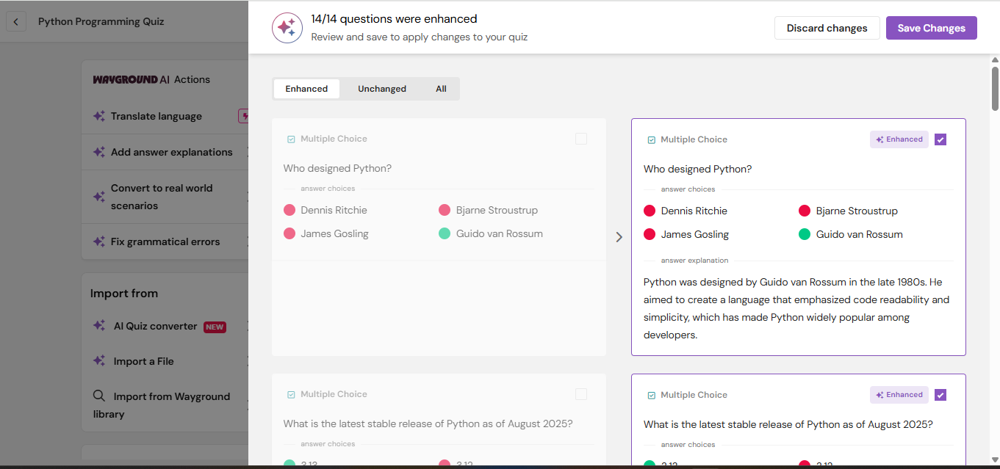 Python Programming Quiz
14/14 questions were enhanced
Review and save to apply changes to your quiz
Discard changes
Save Changes
WAYGROUND AI Actions
Translate language
Add answer explanations
Convert to real world
scenarios
Fix grammatical errors
Import from
AI Quiz converter NEW
Import a File
Import from Wayground
library
Enhanced Unchanged All
Multiple Choice
Who designed Python?
answer choices
Dennis Ritchie Bjarne Stroustrup
James Gosling Guido van Rossum
Multiple Choice Enhanced
Who designed Python?
answer choices
Dennis Ritchie Bjarne Stroustrup
James Gosling Guido van Rossum
answer explanation
Python was designed by Guido van Rossum in the late 1980s. He
aimed to create a language that emphasized code readability and
simplicity, which has made Python widely popular among
developers.
Multiple Choice
What is the latest stable release of Python as of August 2025?
answer choices
3.13 3.12
Multiple Choice Enhanced
What is the latest stable release of Python as of August 2025?
answer choices
3.12